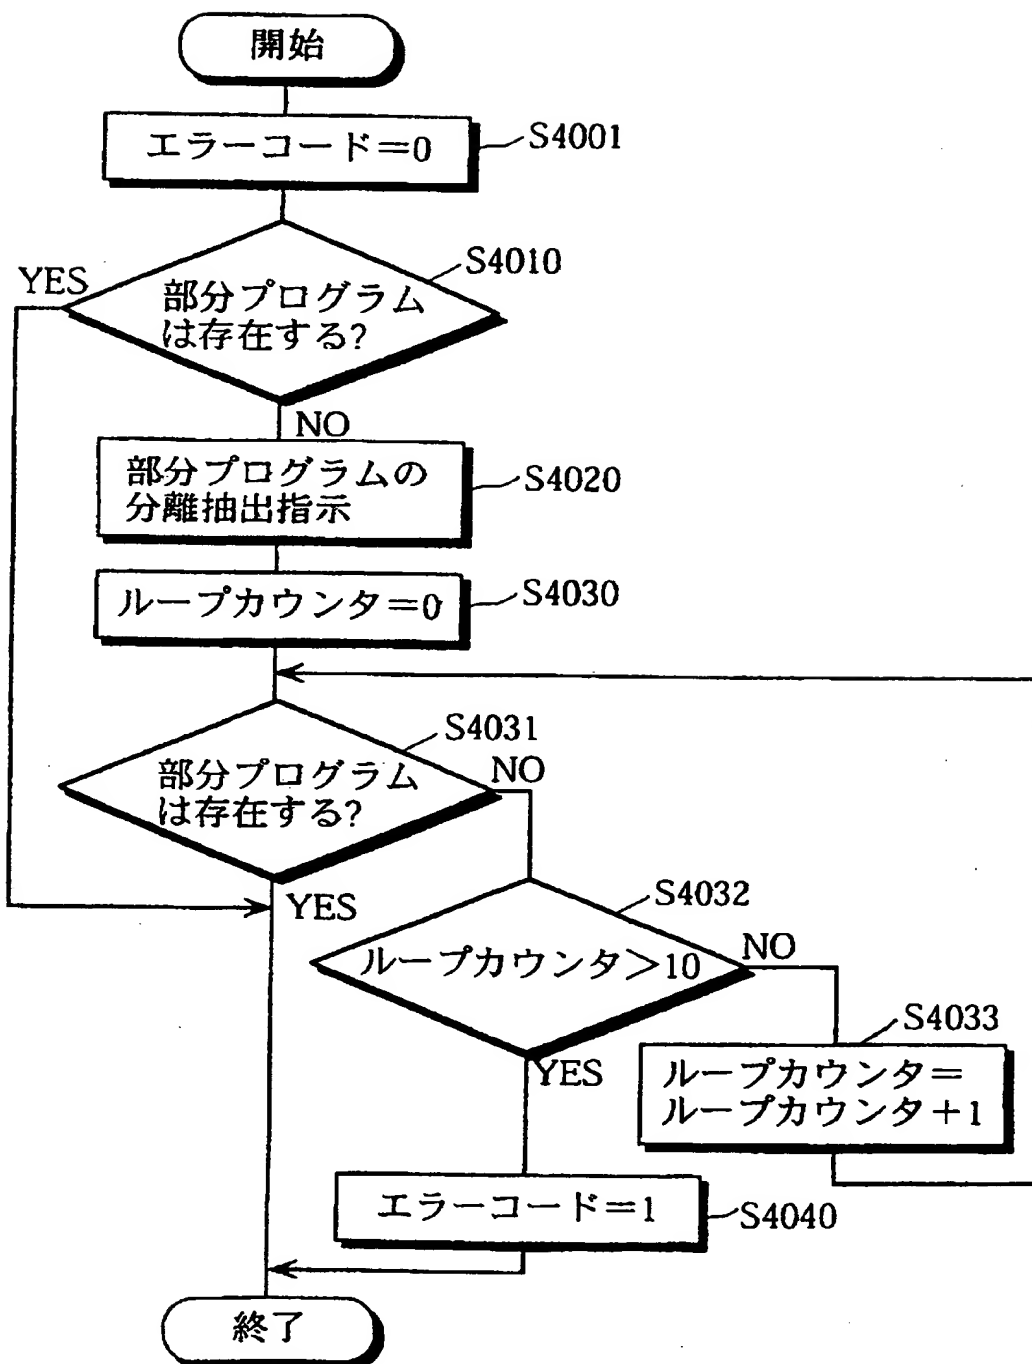 開始
エラーコード=0
S4001
S4010
YES
部分プログラム
は存在する?
NO
部分プログラムの
分離抽出指示
S4020
ループカウンタ=0
S4030
S4031
部分プログラム
は存在する?
NO
YES
S4032
ループカウンタ>10
NO
YES
S4033
ループカウンタ=
ループカウンタ+1
エラーコード=1
S4040
終了